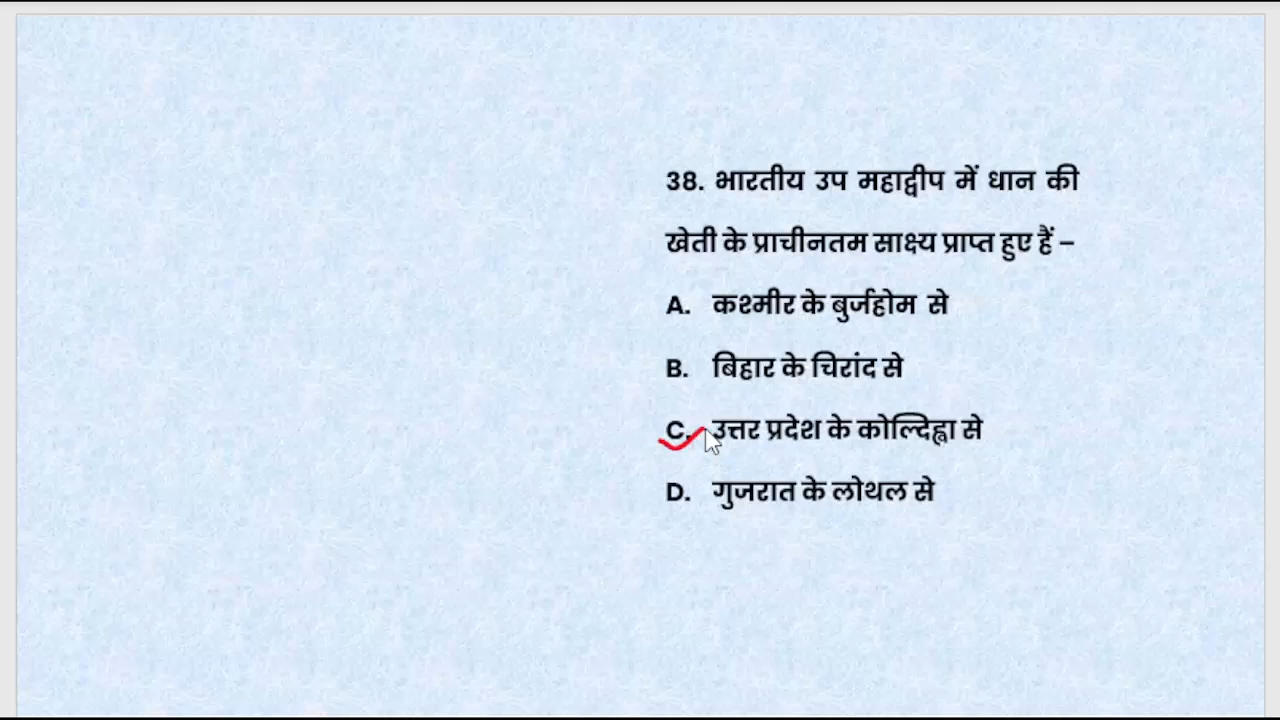 38. भारतीय उप महाद्वीप में धान की
खेती के प्राचीनतम साक्ष्य प्राप्त हुए हैं –
A. कश्मीर के बुर्जहोम से
B. बिहार के चिरांद से
C. उत्तर प्रदेश के कोल्दिह्वा से
D. गुजरात के लोथल से